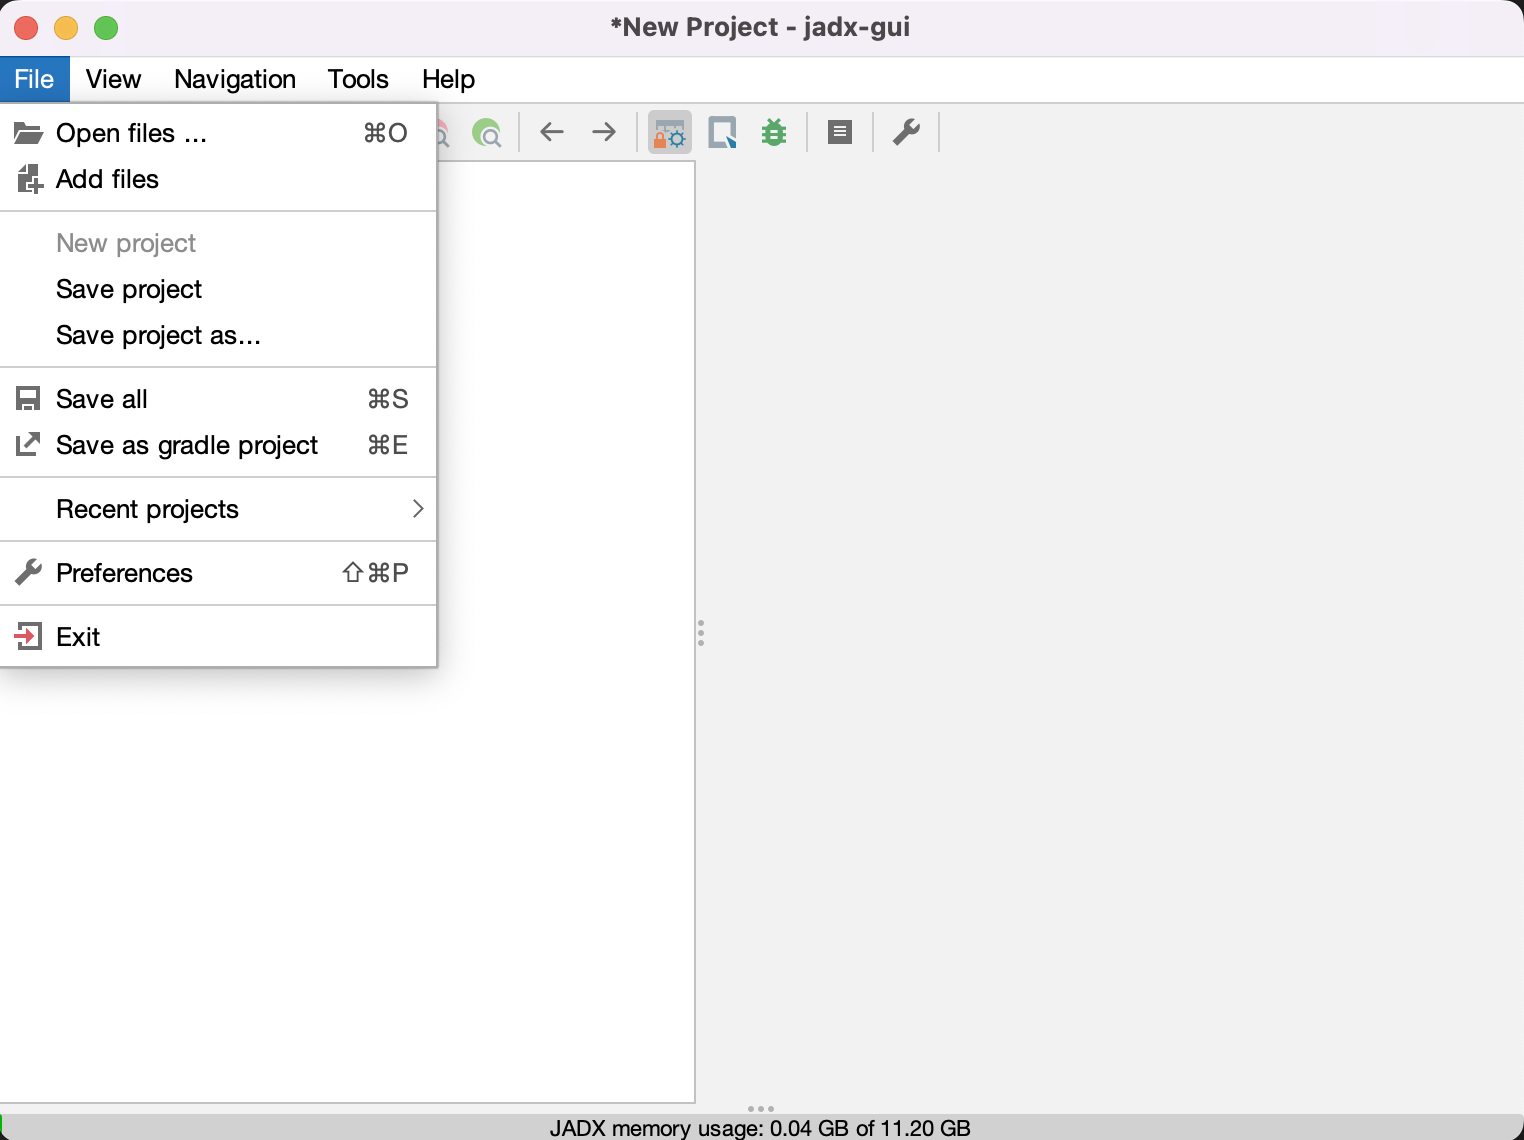 *New Project - jadx-gui
File View Navigation Tools Help
Open files ... ⌘O
Add files
New project
Save project
Save project as...
Save all ⌘S
Save as gradle project ⌘E
Recent projects
Preferences ⇧⌘P
Exit
JADX memory usage: 0.04 GB of 11.20 GB